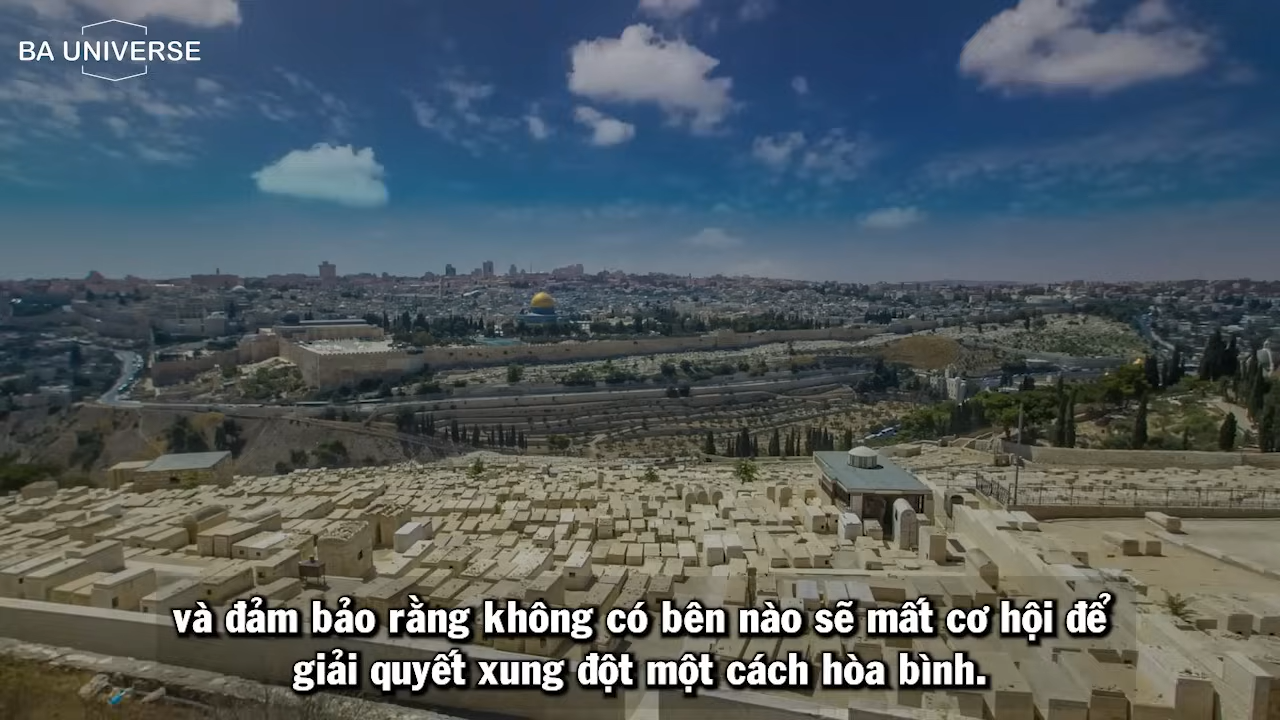 BA UNIVERSE
và đảm bảo rằng không có bên nào sẽ mất cơ hội để
giải quyết xung đột một cách hòa bình.